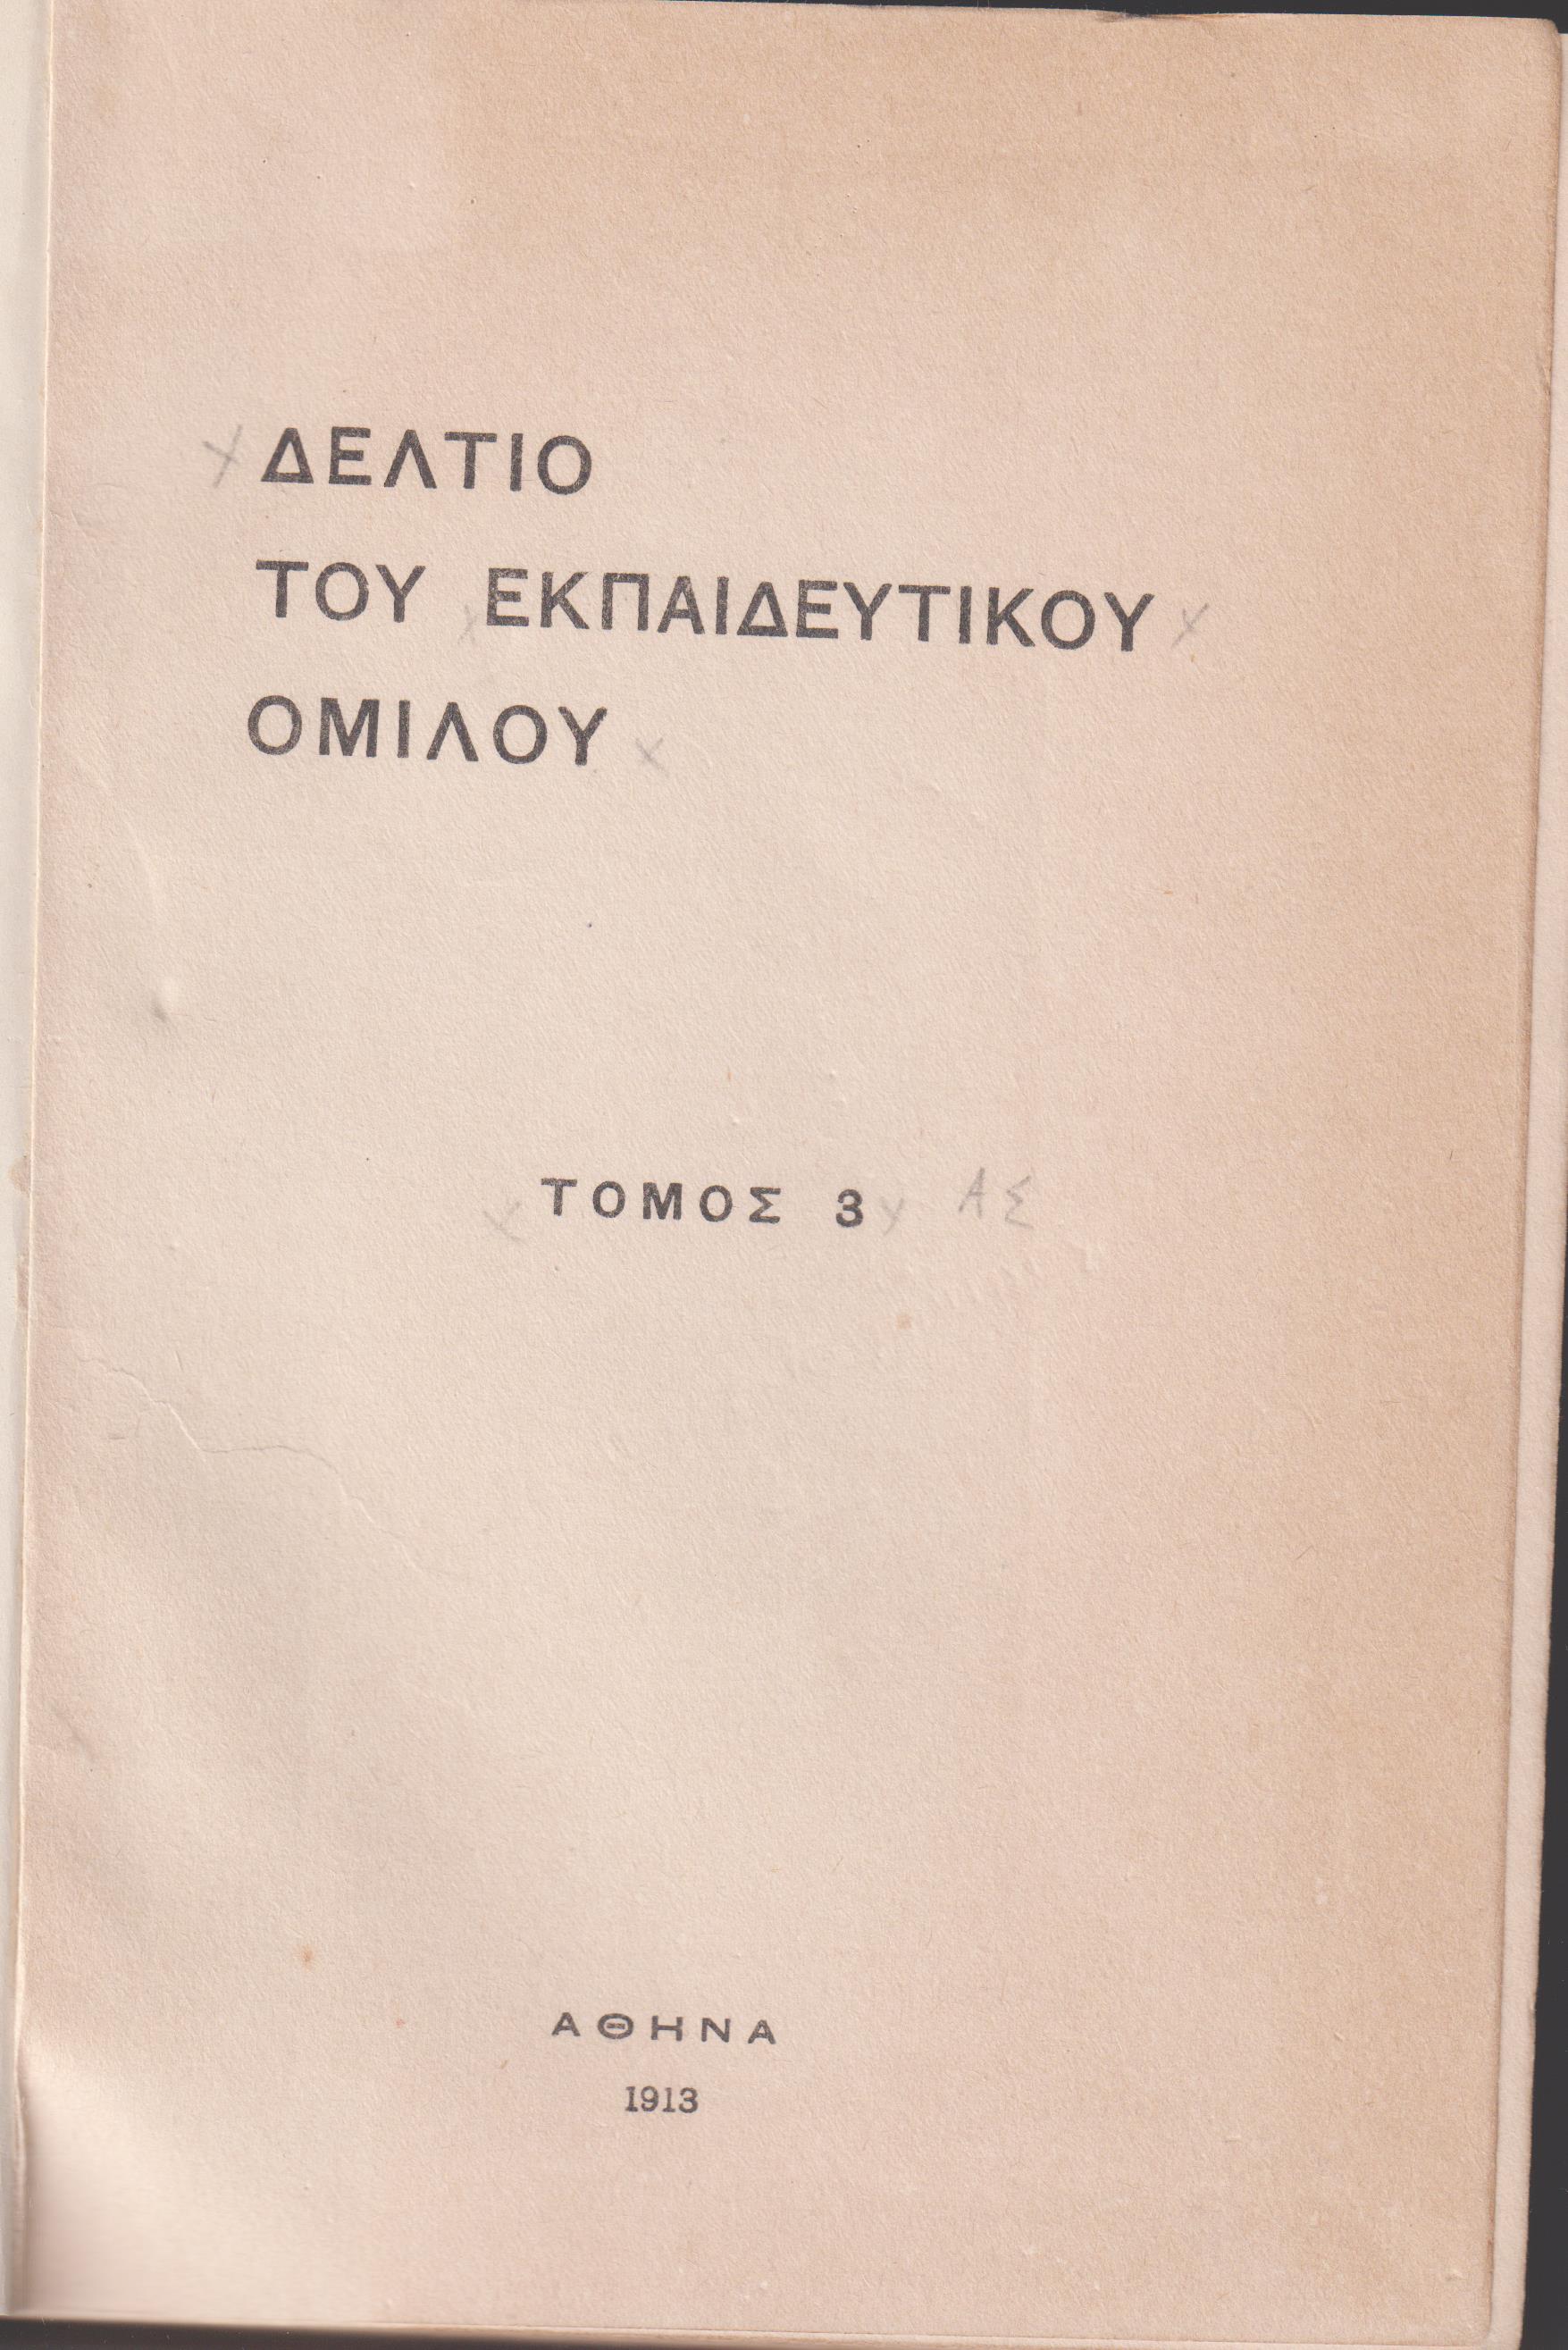 ΔΕΛΤΙΟ
ΤΟΥ ΕΚΠΑΙΔΕΥΤΙΚΟΥ
ΟΜΙΛΟΥ
ΤΟΜΟΣ 3 ΑΣ
ΑΘΗΝΑ
1913